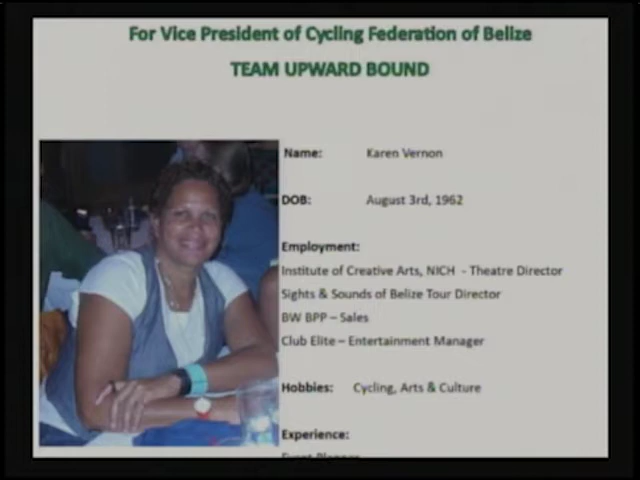 For Vice President of Cycling Federation of Belize
TEAM UPWARD BOUND
Name: Karen Vernon
DOB: August 3rd, 1962
Employment:
Institute of Creative Arts, NICH - Theatre Director
Sights & Sounds of Belize Tour Director
BW BPP – Sales
Club Elite – Entertainment Manager
Hobbies: Cycling, Arts & Culture
Experience:
Event Planner